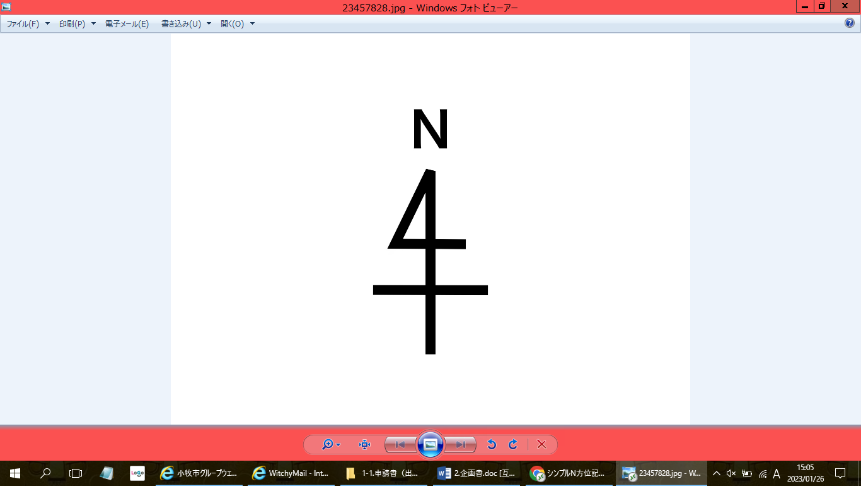 23457828.jpg - Windows フォト ビューアー
ファイル(F) 印刷(P) 電子メール(E) 書き込み(U) 開く(O)
N
小牧市グループウェ...
WitchyMail - Int...
1-1.申請書（出...
2.企画書.doc [互...
シンプルN方位記...
23457828.jpg - W...
A
15:05
2023/01/26